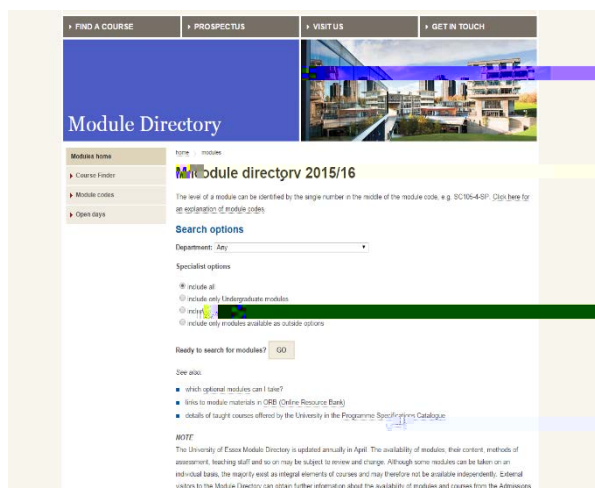 FIND A COURSE
PROSPECTUS
VISIT US
GET IN TOUCH
Module Directory
Modules home
Course Finder
Module codes
Open days
home modules
Module directory 2015/16
The level of a module can be identified by the single number in the middle of the module code, e.g. SC105-4-SP. Click here for
an explanation of module codes.
Search options
Department: Any
Specialist options
include all
include only Undergraduate modules
include only modules available as outside options
Ready to search for modules? GO
See also:
which optional modules can I take?
links to module materials in ORB (Online Resource Bank)
details of taught courses offered by the University in the Programme Specifications Catalogue
NOTE
The University of Essex Module Directory is updated annually in April. The availability of modules, their content, methods of
assessment, teaching staff and so on may be subject to review and change. Although some modules can be taken on an
individual basis, the majority exist as integral elements of courses and may therefore not be available independently. External
visitors to the Module Directory can obtain further information about the availability of modules and courses from the Admissions